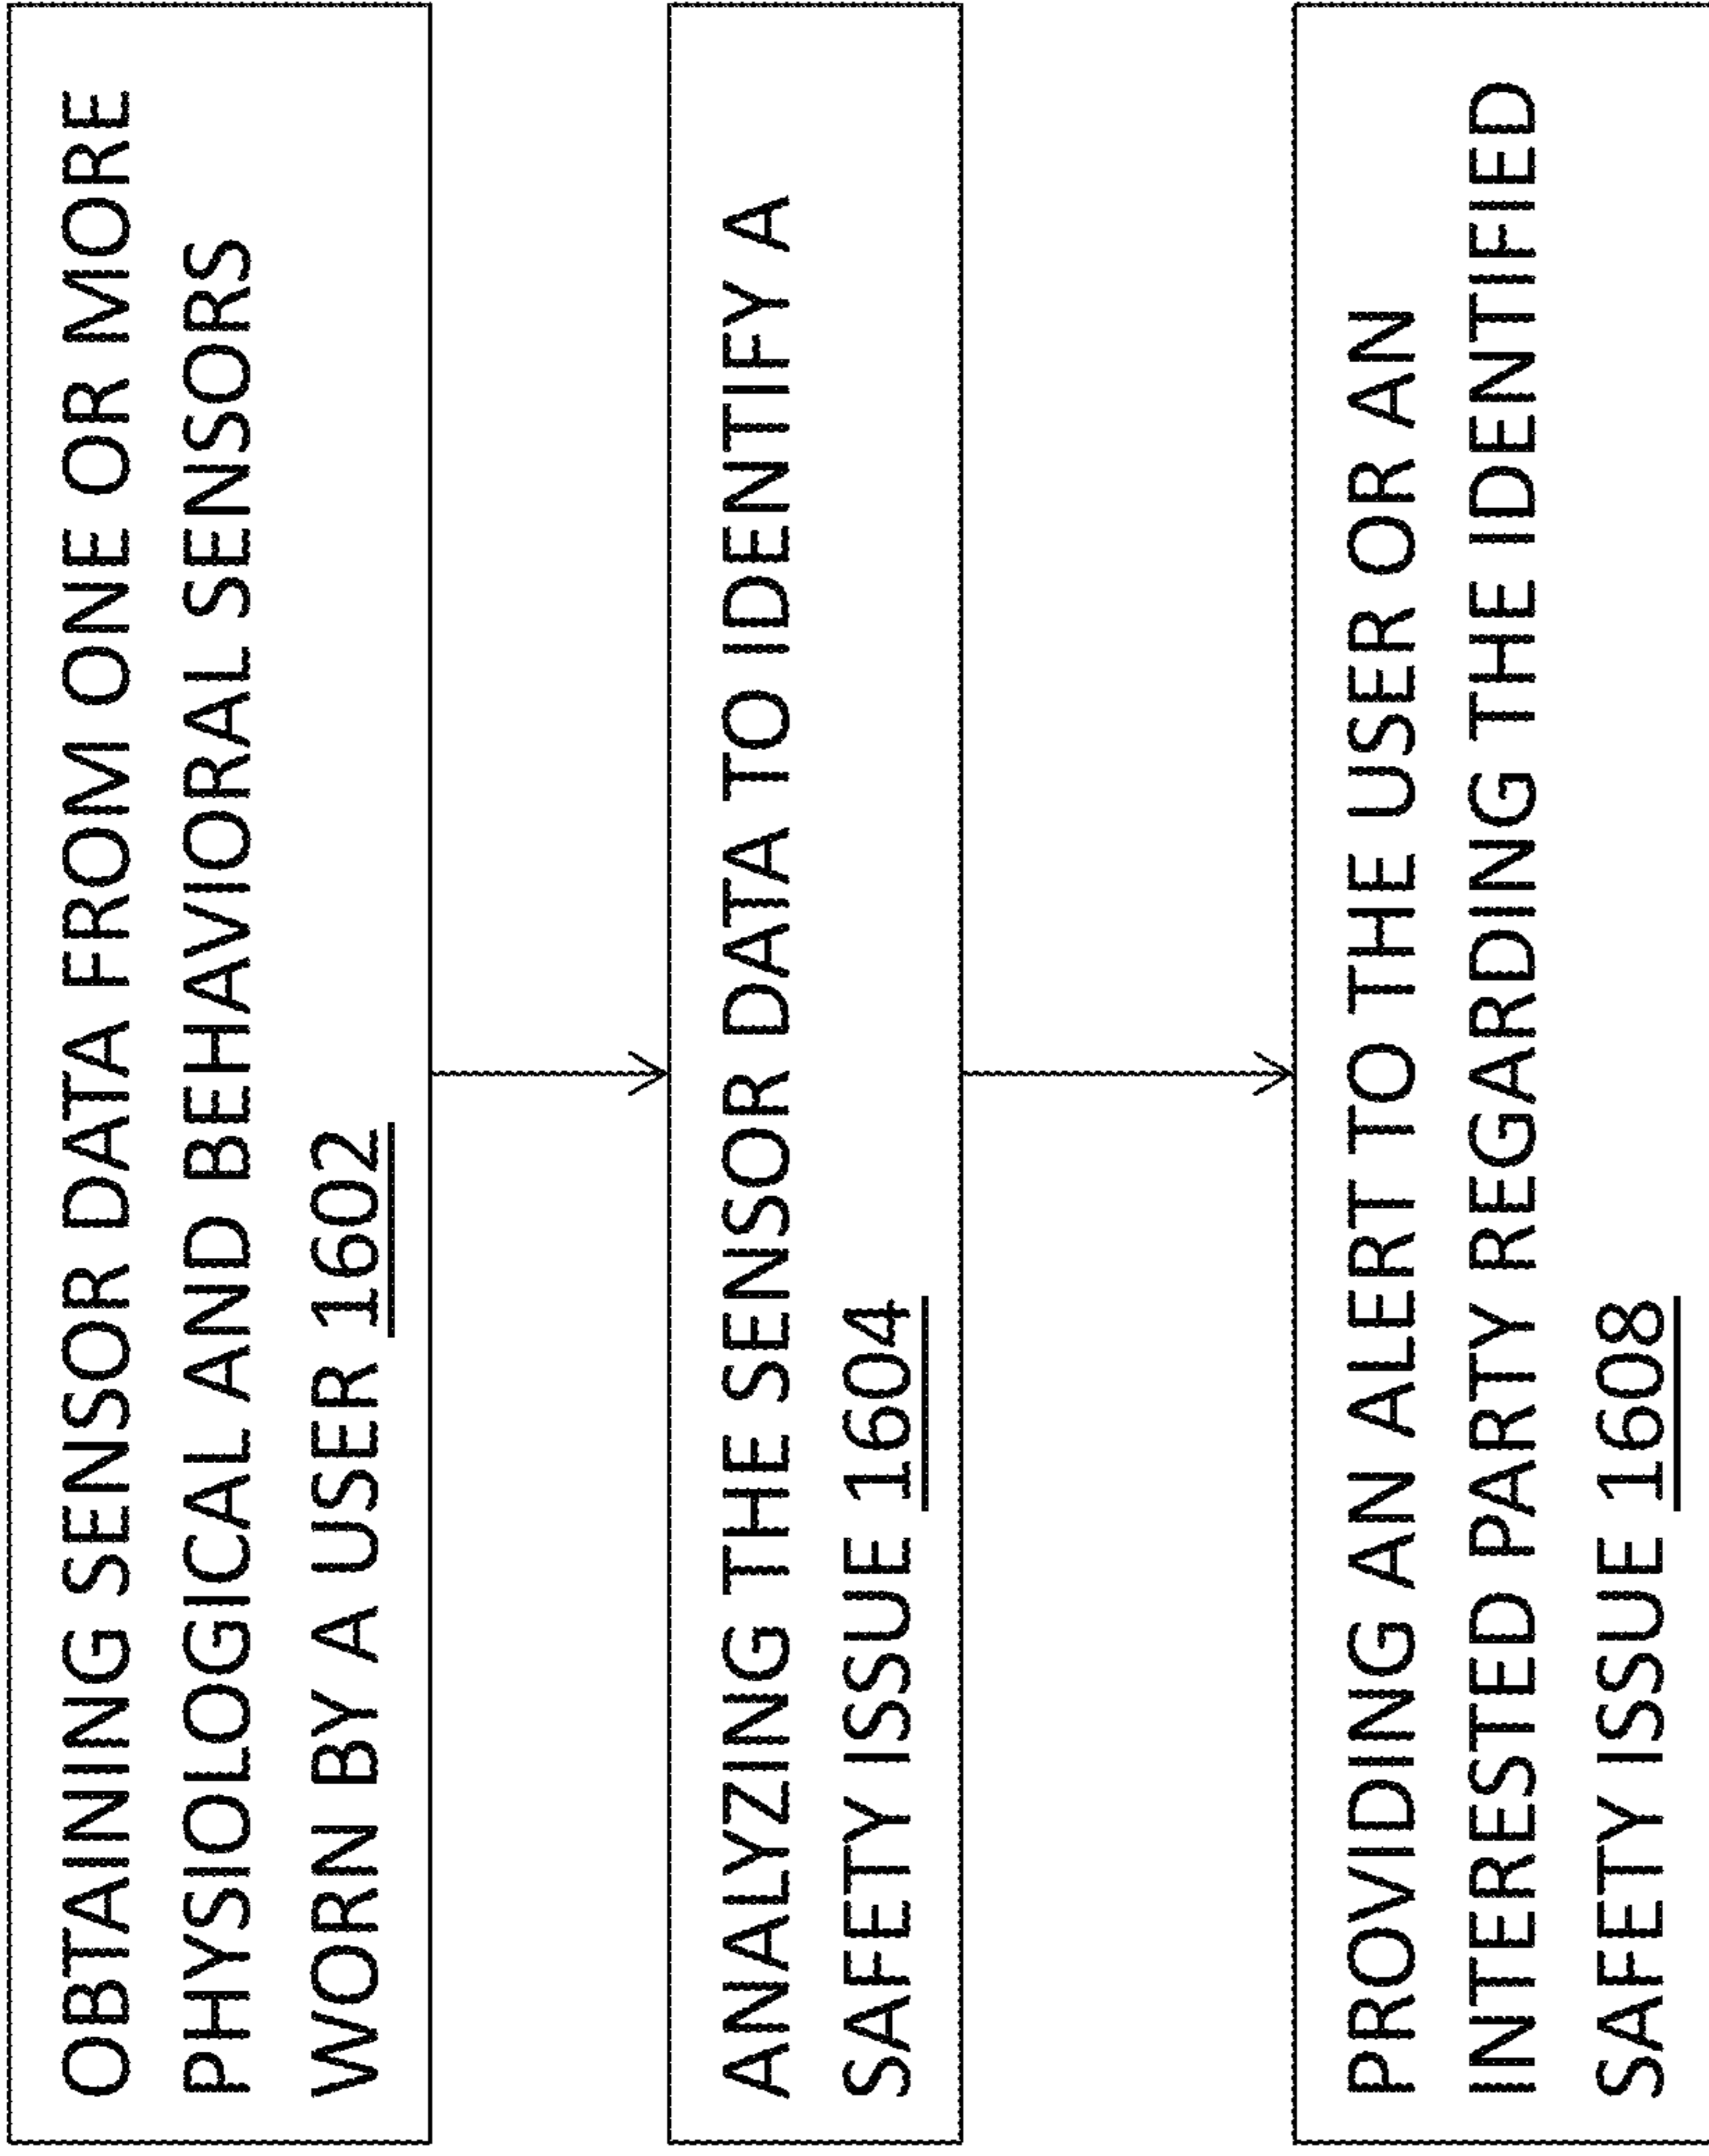 OBTAINING SENSOR DATA FROM ONE OR MORE
PHYSIOLOGICAL AND BEHAVIORAL SENSORS
WORN BY A USER 1602
ANALYZING THE SENSOR DATA TO IDENTIFY A
SAFETY ISSUE 1604
PROVIDING AN ALERT TO THE USER OR AN
INTERESTED PARTY REGARDING THE IDENTIFIED
SAFETY ISSUE 1608